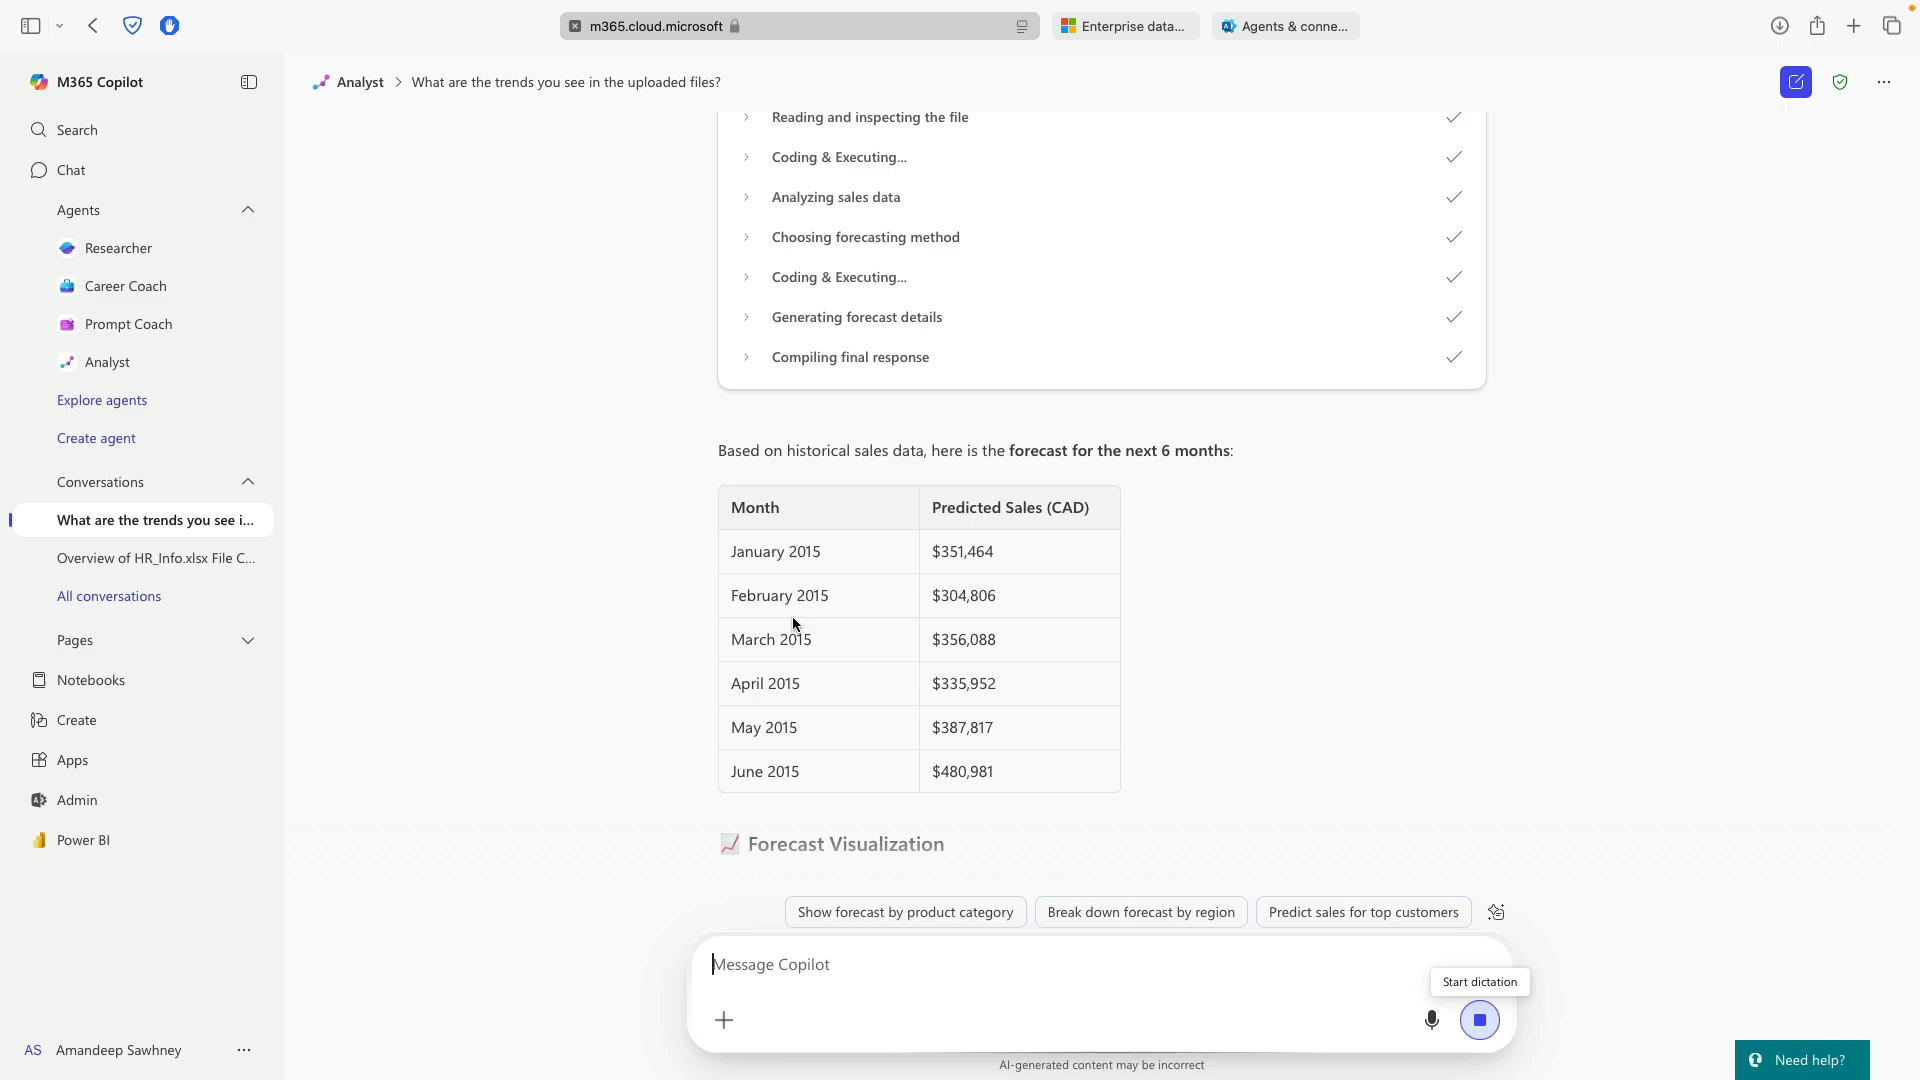 m365.cloud.microsoft
Enterprise data...
Agents & conne...
M365 Copilot
Search
Chat
Agents
Researcher
Career Coach
Prompt Coach
Analyst
Explore agents
Create agent
Conversations
What are the trends you see i...
Overview of HR_Info.xlsx File C...
All conversations
Pages
Notebooks
Create
Apps
Admin
Power BI
AS Amandeep Sawhney
Analyst > What are the trends you see in the uploaded files?
Reading and inspecting the file
Coding & Executing...
Analyzing sales data
Choosing forecasting method
Coding & Executing...
Generating forecast details
Compiling final response
Based on historical sales data, here is the forecast for the next 6 months:
Month Predicted Sales (CAD)
January 2015 $351,464
February 2015 $304,806
March 2015 $356,088
April 2015 $335,952
May 2015 $387,817
June 2015 $480,981
Forecast Visualization
Show forecast by product category Break down forecast by region Predict sales for top customers
Message Copilot
Start dictation
AI-generated content may be incorrect
Need help?